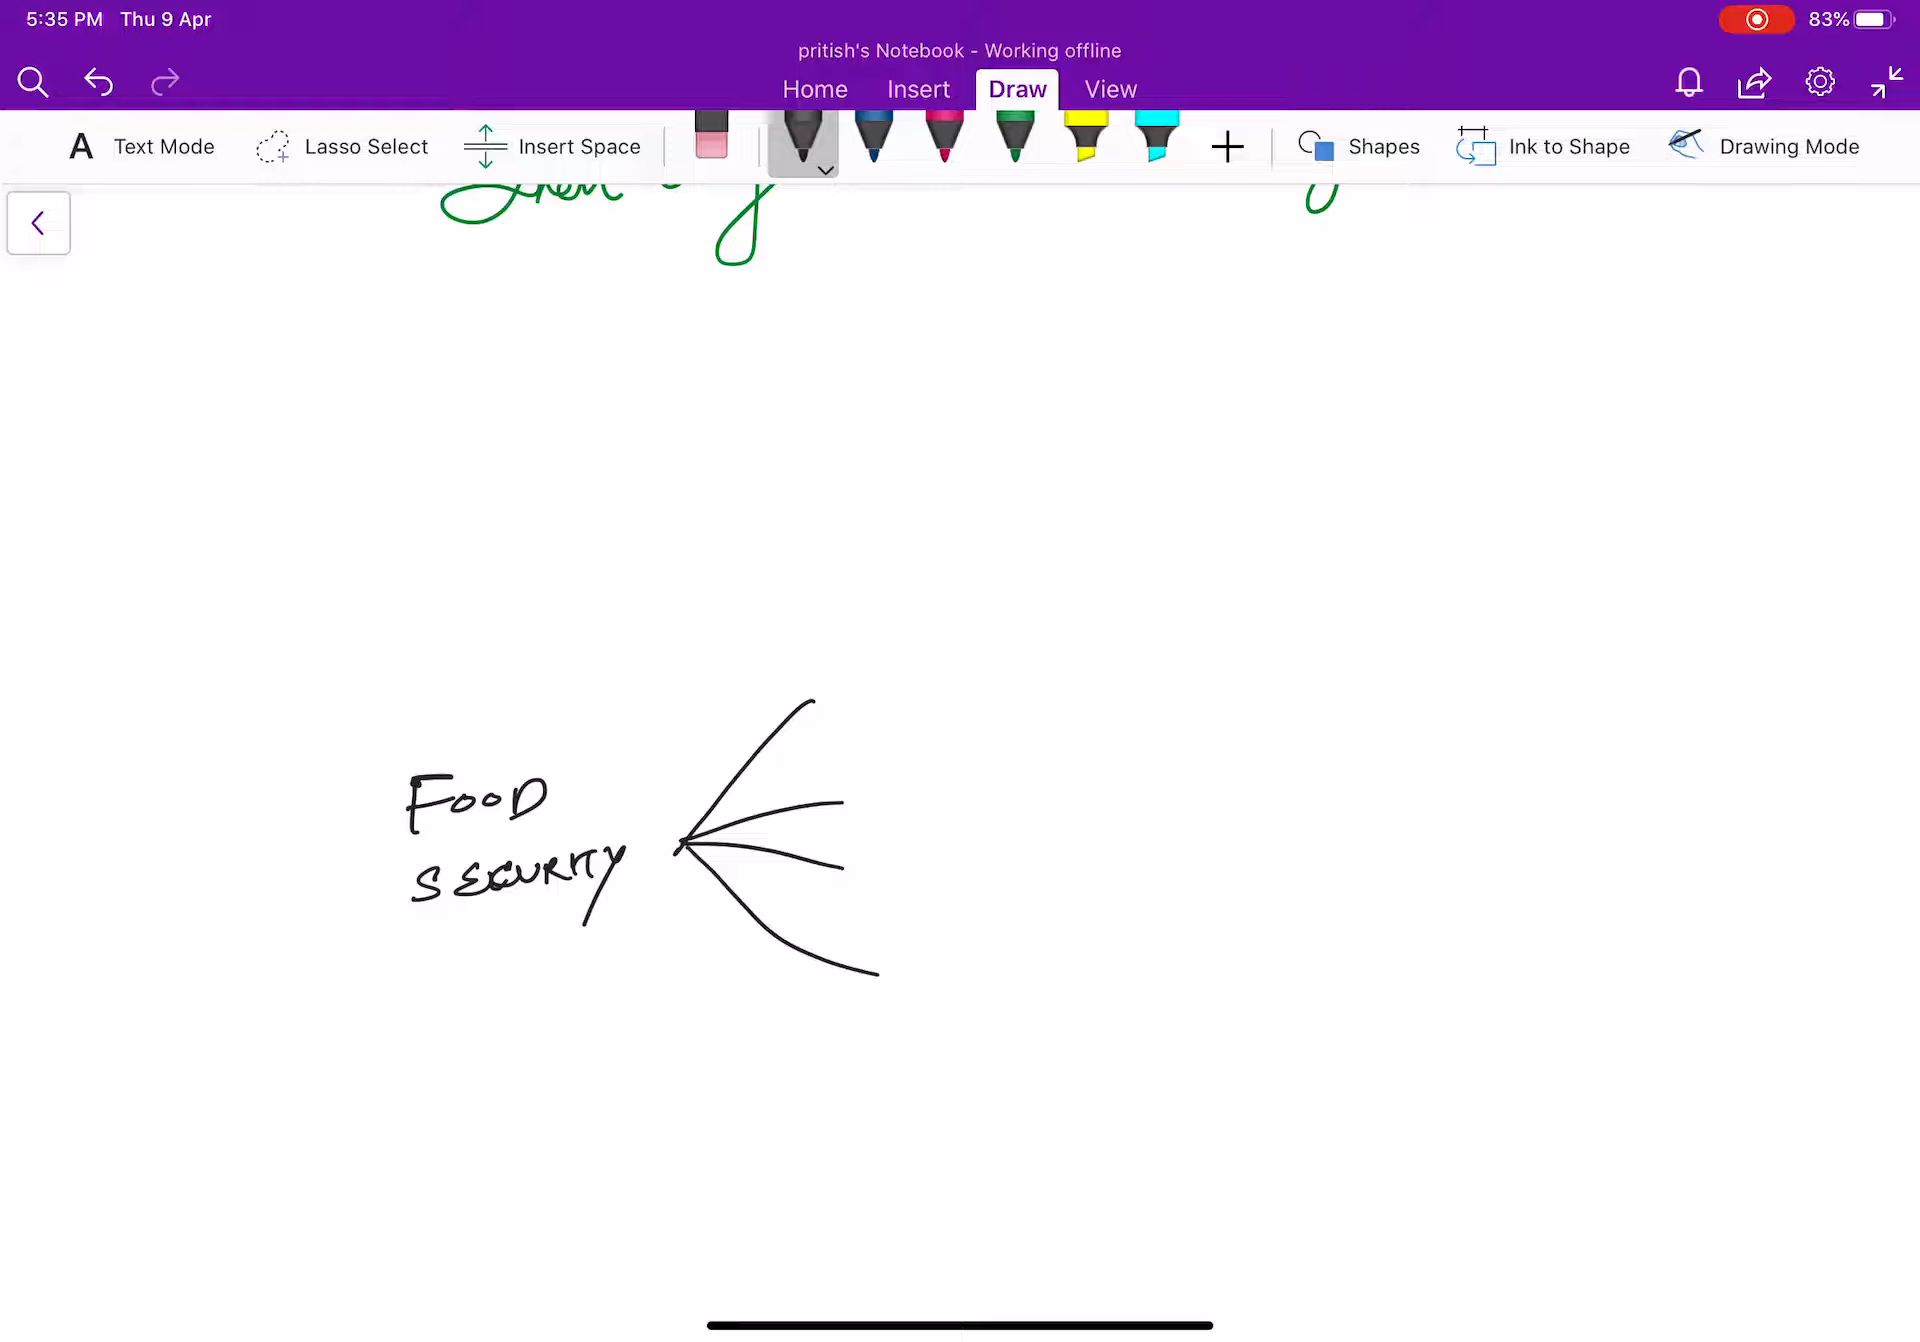 5:35 PM Thu 9 Apr
83%
pritish's Notebook - Working offline
Home Insert Draw View
A Text Mode Lasso Select Insert Space Shapes Ink to Shape Drawing Mode
FOOD
SECURITY